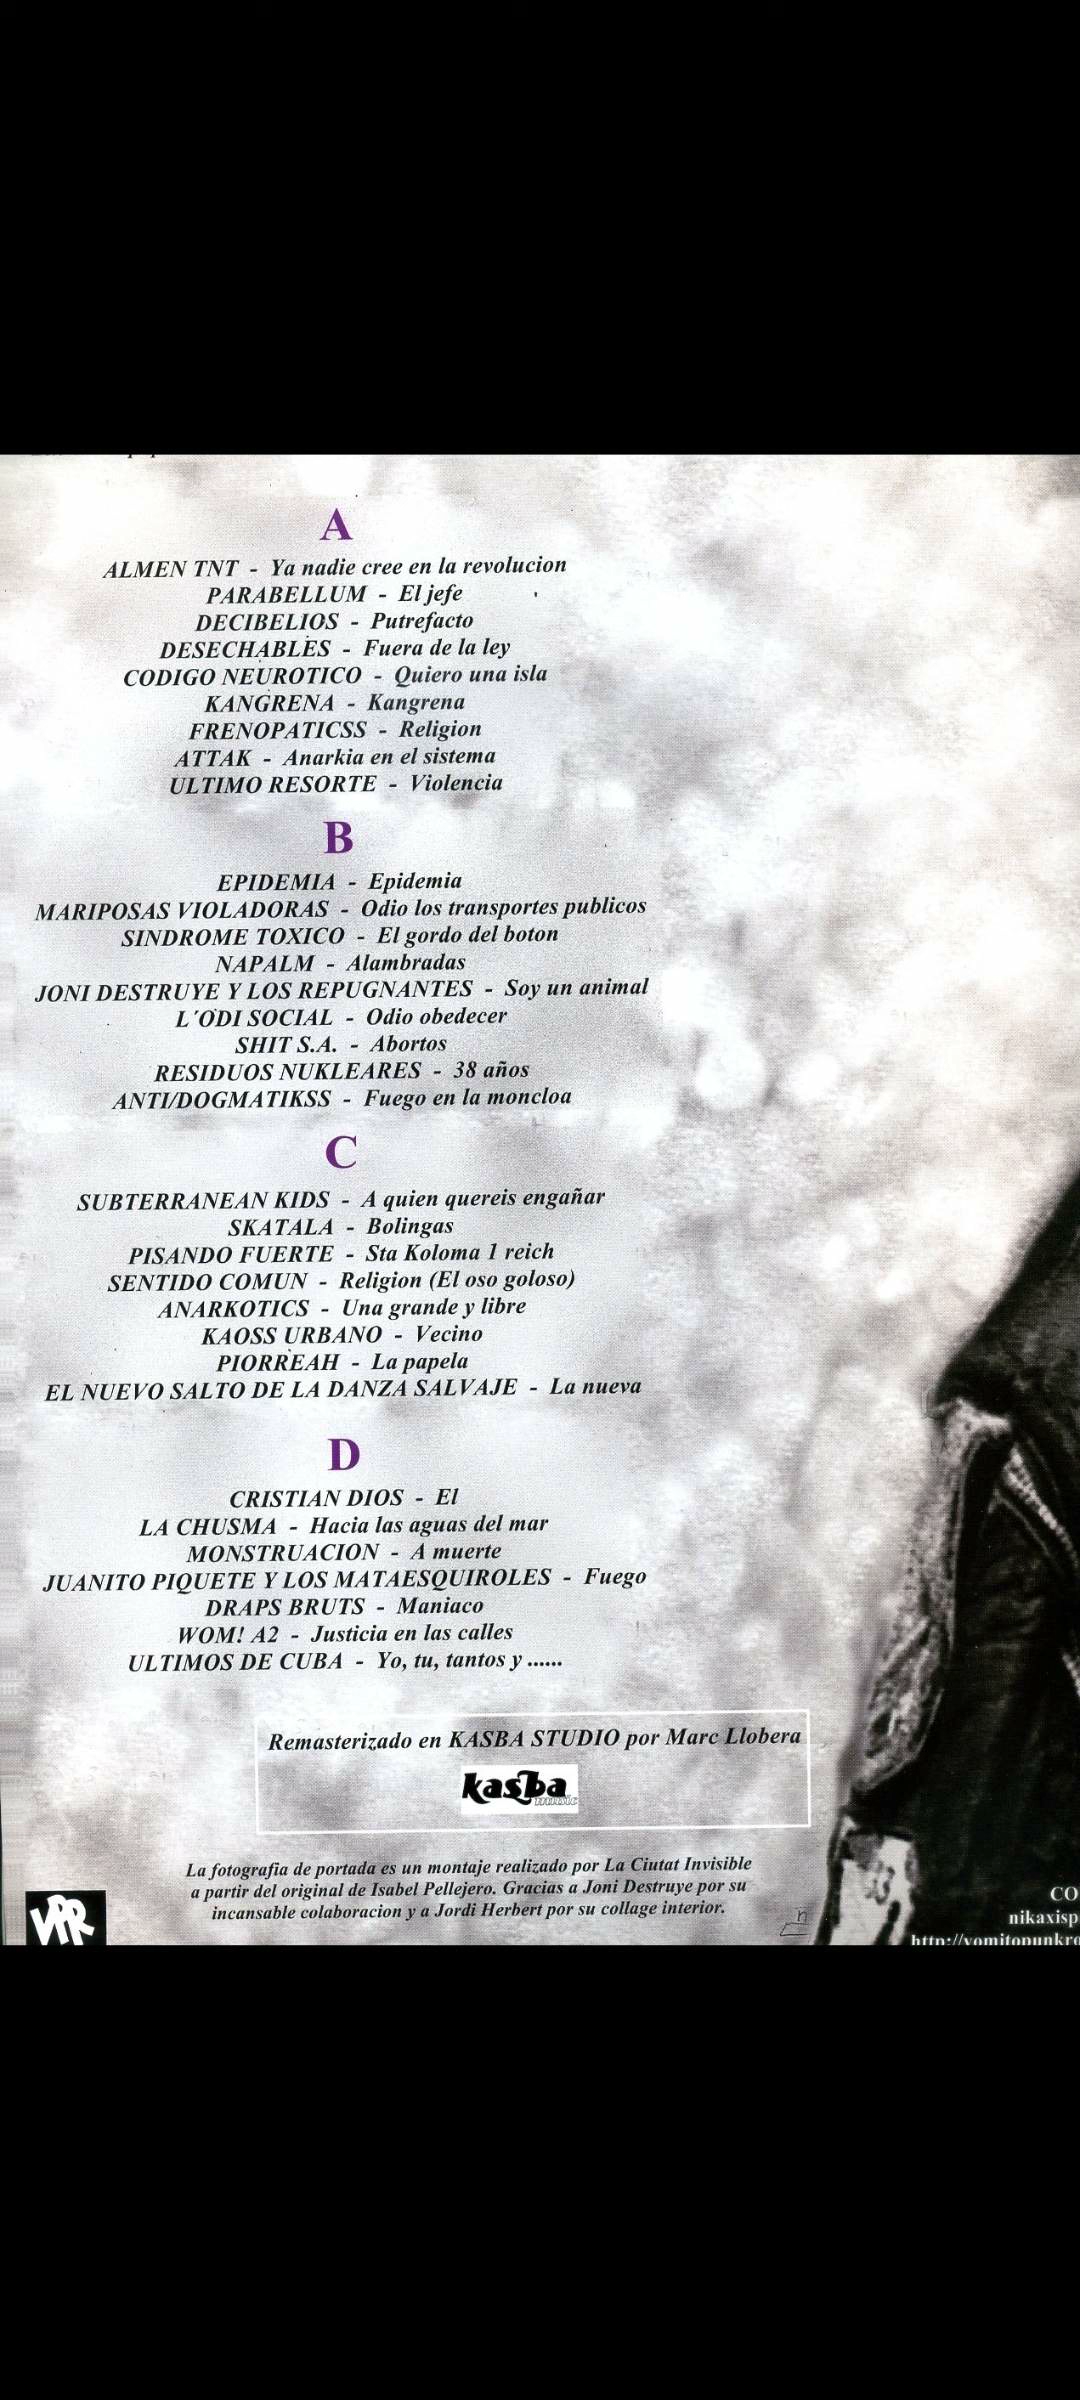 A
ALMEN TNT - Ya nadie cree en la revolucion
PARABELLUM - El jefe
DECIBELIOS - Putrefacto
DESECHABLES - Fuera de la ley
CODIGO NEUROTICO - Quiero una isla
KANGRENA - Kangrena
FRENOPATICSS - Religion
ATTAK - Anarkia en el sistema
ULTIMO RESORTE - Violencia
B
EPIDEMIA - Epidemia
MARIPOSAS VIOLADORAS - Odio los transportes publicos
SINDROME TOXICO - El gordo del boton
NAPALM - Alambradas
JONI DESTRUYE Y LOS REPUGNANTES - Soy un animal
L´ODI SOCIAL - Odio obedecer
SHIT S.A. - Abortos
RESIDUOS NUKLEARES - 38 años
ANTI/DOGMATIKSS - Fuego en la moncloa
C
SUBTERRANEAN KIDS - A quien quereis engañar
SKATALA - Bolingas
PISANDO FUERTE - Sta Koloma 1 reich
SENTIDO COMUN - Religion (El oso goloso)
ANARKOTICS - Una grande y libre
KAOSS URBANO - Vecino
PIORREAH - La papela
EL NUEVO SALTO DE LA DANZA SALVAJE - La nueva
D
CRISTIAN DIOS - El
LA CHUSMA - Hacia las aguas del mar
MONSTRUACION - A muerte
JUANITO PIQUETE Y LOS MATAESQUIROLES - Fuego
DRAPS BRUTS - Maniaco
WOM! A2 - Justicia en las calles
ULTIMOS DE CUBA - Yo, tu, tantos y ......
Remasterizado en KASBA STUDIO por Marc Llobera
kasba
music
La fotografia de portada es un montaje realizado por La Ciutat Invisible
a partir del original de Isabel Pellejero. Gracias a Joni Destruye por su
incansable colaboracion y a Jordi Herbert por su collage interior.
VPR
CO
nikaxisp
http://vomitopunkro